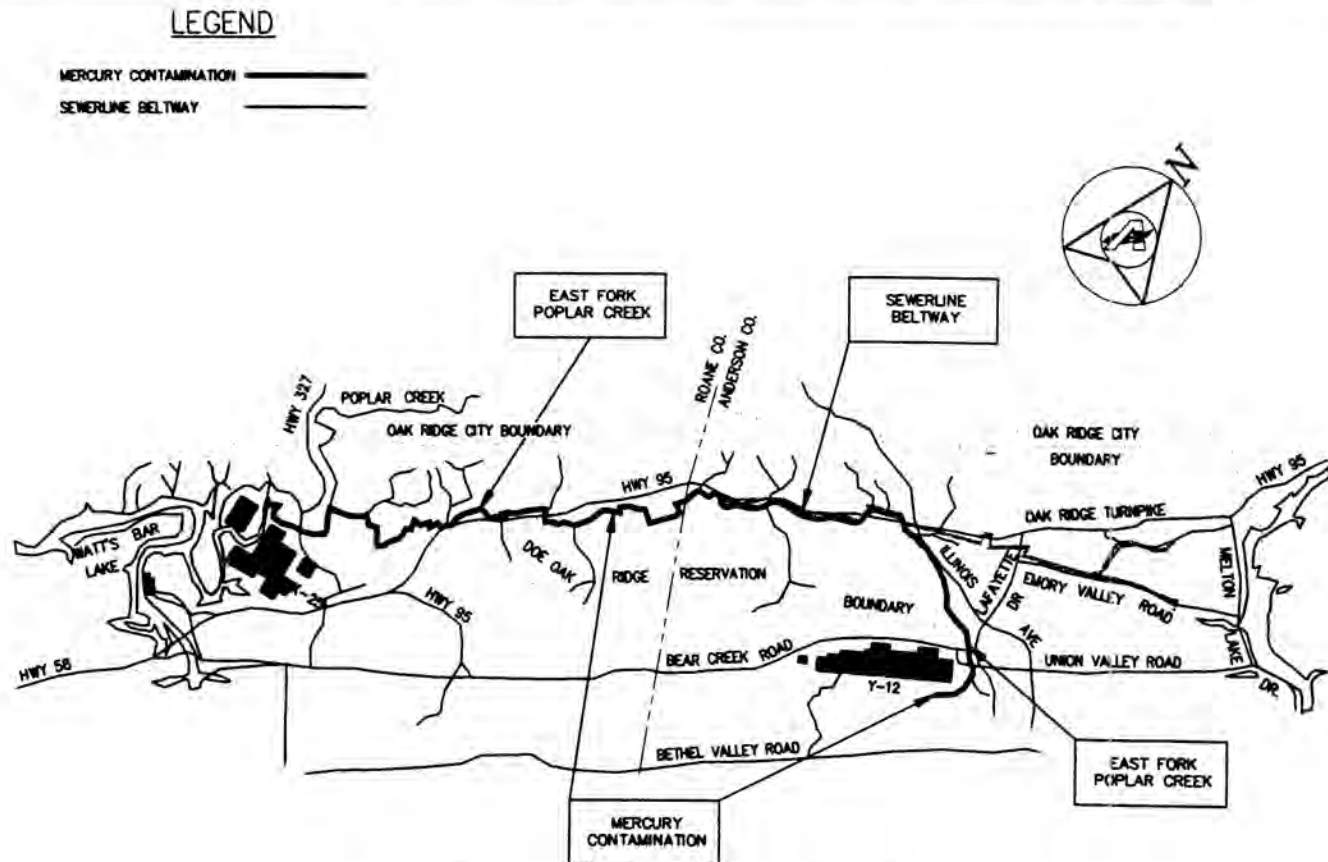 LEGEND
MERCURY CONTAMINATION
SEWERLINE BELTWAY
N
EAST FORK
POPLAR CREEK
SEWERLINE
BELTWAY
ROANE CO.
ANDERSON CO.
HWY 327
POPLAR CREEK
OAK RIDGE CITY BOUNDARY
OAK RIDGE CITY
BOUNDARY
HWY 95
HWY 95
OAK RIDGE TURNPIKE
WATT'S BAR
LAKE
DOE OAK
RIDGE
RESERVATION
BOUNDARY
ILLINOIS
AVE
LAFAYETTE
DR
EMORY VALLEY ROAD
MELTON
LAKE
DR.
HWY 95
HWY 58
BEAR CREEK ROAD
UNION VALLEY ROAD
Y-12
BETHEL VALLEY ROAD
EAST FORK
POPLAR CREEK
MERCURY
CONTAMINATION